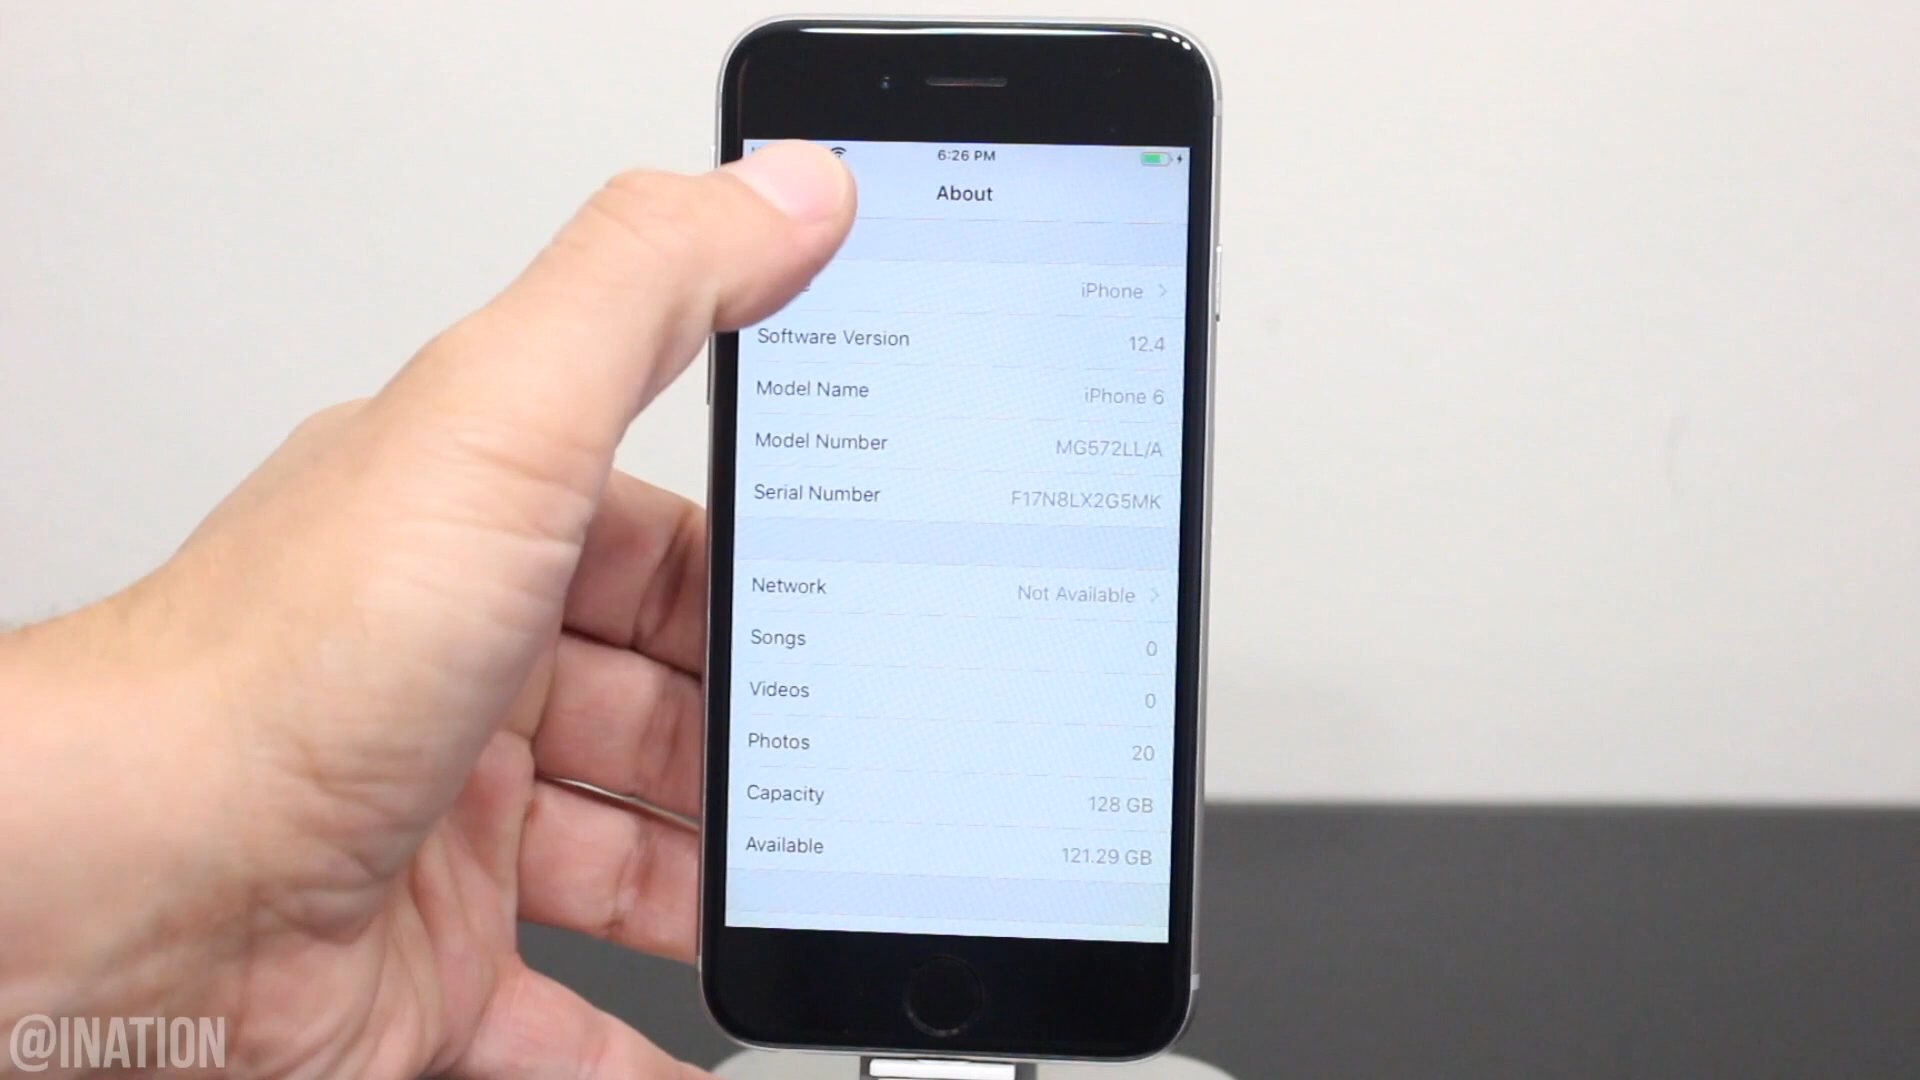 6:26 PM
About
iPhone
Software Version 12.4
Model Name iPhone 6
Model Number MG572LL/A
Serial Number F17N8LX2G5MK
Network Not Available
Songs 0
Videos 0
Photos 20
Capacity 128 GB
Available 121.29 GB
@INATION